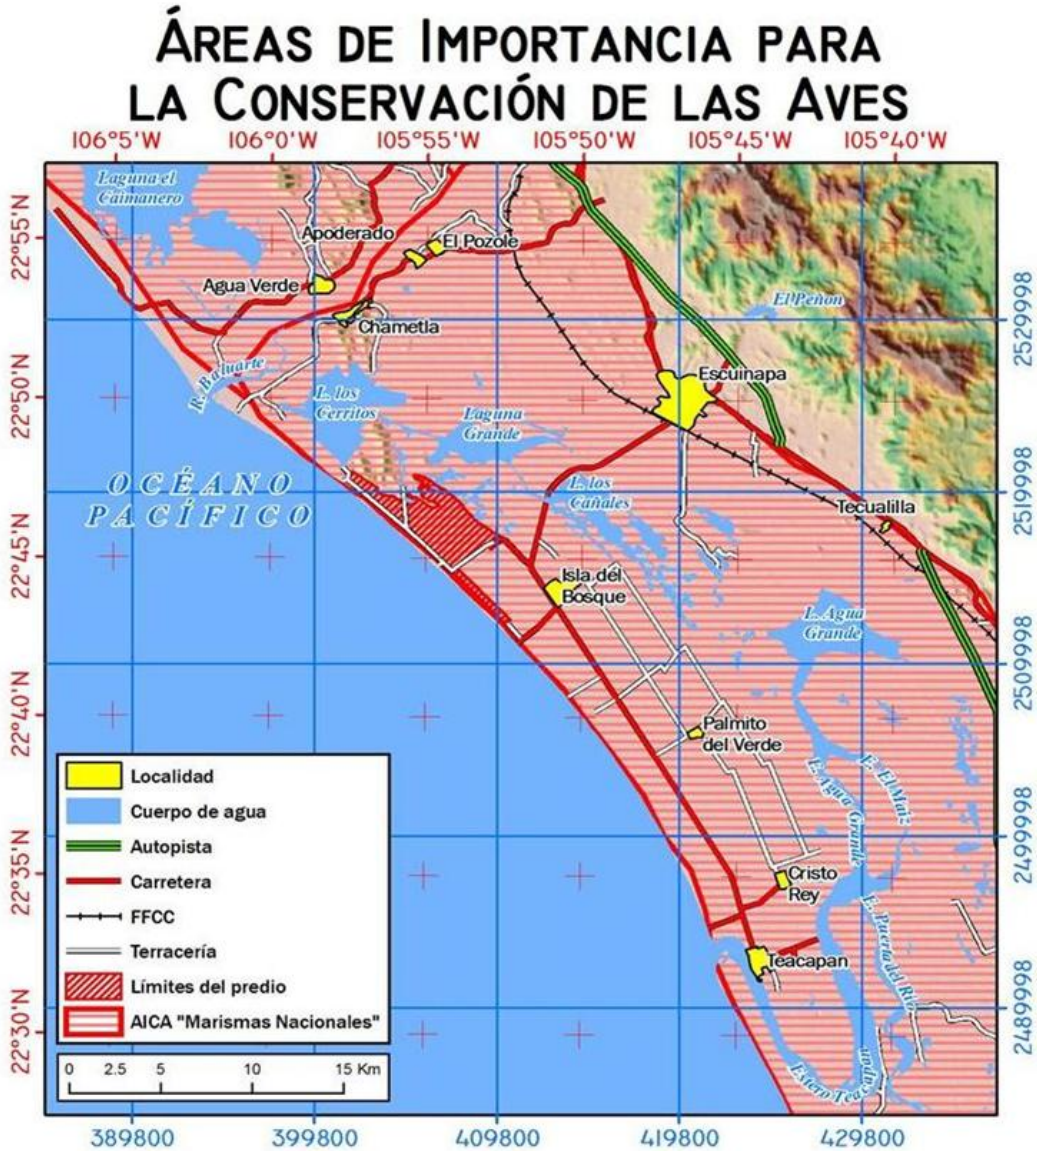 ÁREAS DE IMPORTANCIA PARA
LA CONSERVACIÓN DE LAS AVES
106°5'W
106°0'W
105°55'W
105°50'W
105°45'W
105°40'W
22°55'N
22°50'N
22°45'N
22°40'N
22°35'N
22°30'N
2529998
2519998
2509998
2499998
2489998
Laguna el
Caimanero
Apoderado
El Pozole
Agua Verde
Chametla
El Peñon
R. Baluarte
Escuinapa
L. los
Cerritos
Laguna
Grande
OCÉANO
PACÍFICO
L. los
Cañales
Tecualilla
Isla del
Bosque
L. Agua
Grande
Palmito
del Verde
E. El Maíz
E. Agua Grande
Cristo
Rey
E. Puerta del Río
Teacapan
Estero Teacapan
Localidad
Cuerpo de agua
Autopista
Carretera
FFCC
Terracería
Límites del predio
AICA "Marismas Nacionales"
0 2.5 5 10 15 Km
389800
399800
409800
419800
429800